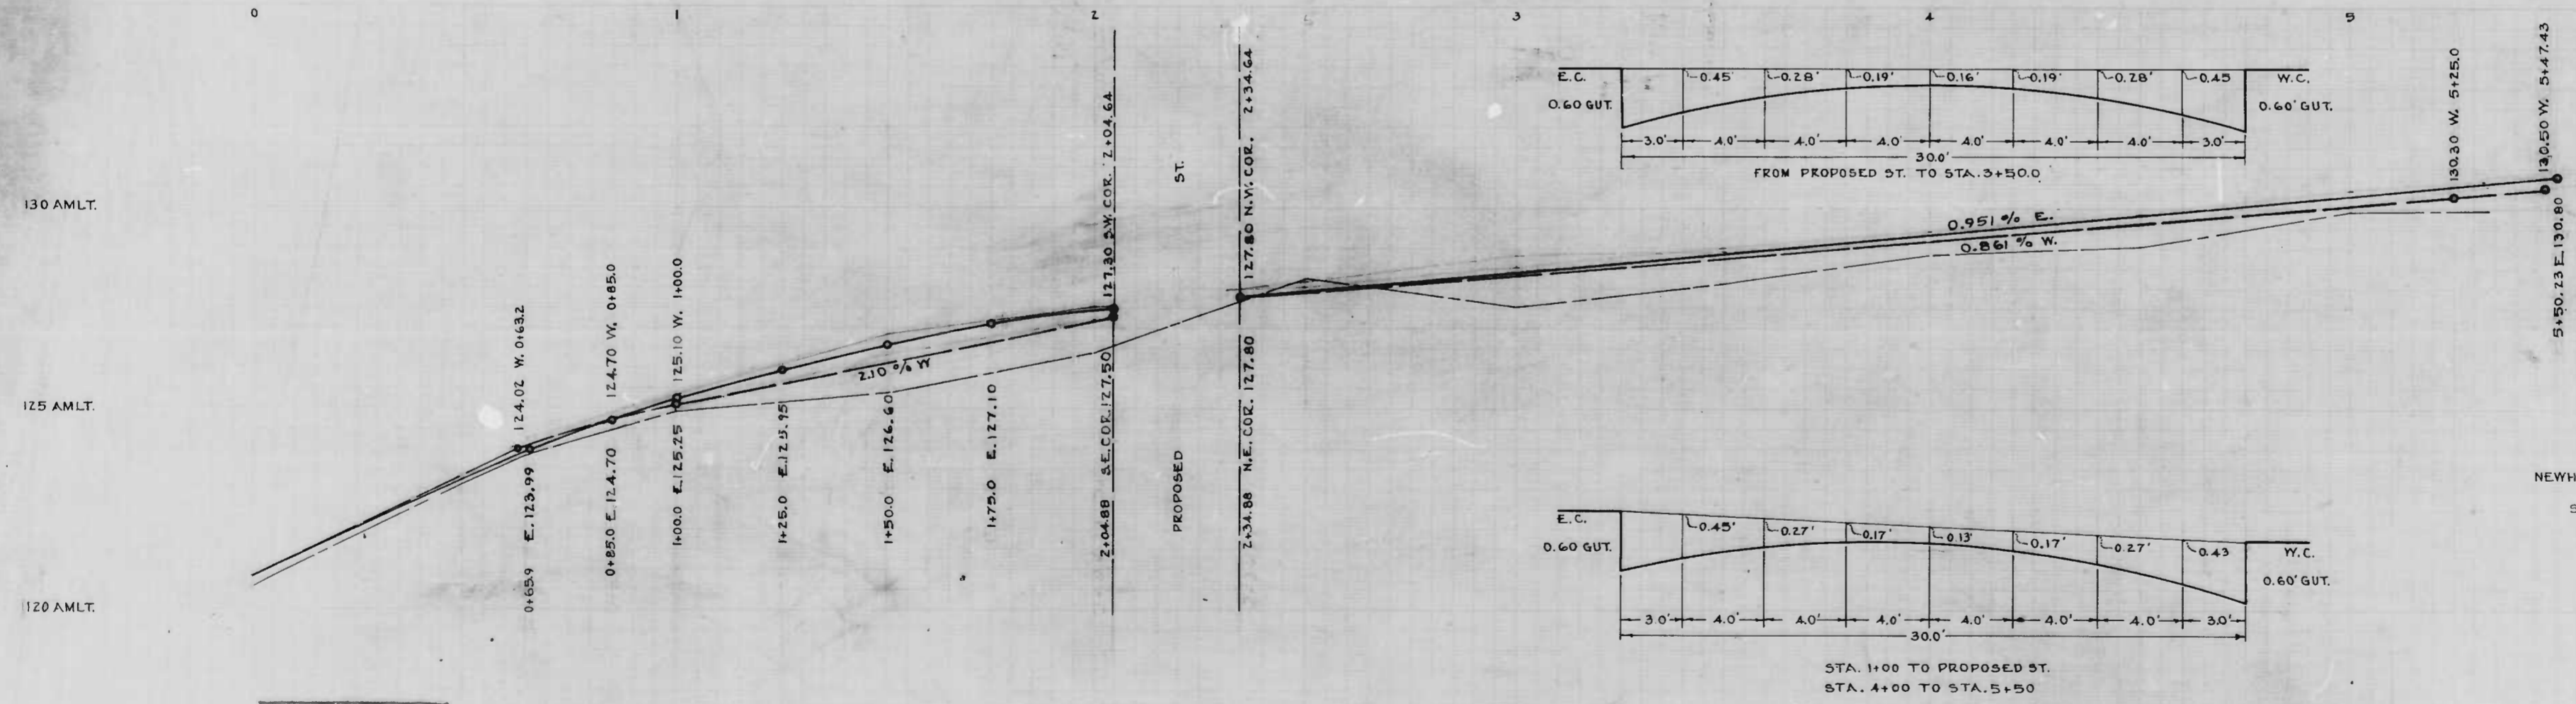 0 1 2 3 4 5
130 AMLT.
125 AMLT.
120 AMLT.
124.02 W. 0+63.2
0+65.9 E. 123.99
124.70 W. 0+85.0
0+85.0 E. 124.70
125.10 W. 1+00.0
1+00.0 E. 125.25
1+25.0 E. 125.95
1+50.0 E. 126.60
1+75.0 E. 127.10
2.10 % W
127.30 S.W. COR. 2+04.64
2+04.88 S.E. COR. 127.50
PROPOSED ST.
127.80 N.W. COR. 2+34.64
2+34.88 N.E. COR. 127.80
E.C. -0.45' -0.28' -0.19' -0.16' -0.19' -0.28' -0.45 W.C.
0.60 GUT. 0.60' GUT.
3.0' 4.0' 4.0' 4.0' 4.0' 4.0' 4.0' 3.0'
30.0'
FROM PROPOSED ST. TO STA. 3+50.0
0.951 % E.
0.861 % W.
130.30 W. 5+25.0
130.50 W. 5+47.43
5+50.23 E. 130.80
E.C. -0.45' -0.27' -0.17' -0.13' -0.17' -0.27' -0.43 W.C.
0.60 GUT. 0.60' GUT.
3.0' 4.0' 4.0' 4.0' 4.0' 4.0' 4.0' 3.0'
30.0'
STA. 1+00 TO PROPOSED ST.
STA. 4+00 TO STA. 5+50
NEWH